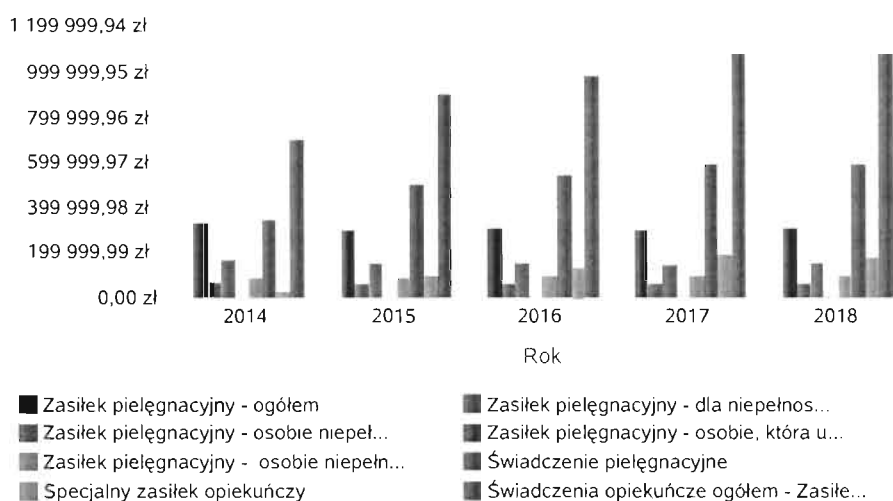 1 199 999,94 zł
999 999,95 zł
799 999,96 zł
599 999,97 zł
399 999,98 zł
199 999,99 zł
0,00 zł
2014 2015 2016 2017 2018
Rok
Zasiłek pielęgnacyjny - ogółem
Zasiłek pielęgnacyjny - dla niepełnos...
Zasiłek pielęgnacyjny - osobie niepeł...
Zasiłek pielęgnacyjny - osobie, która u...
Zasiłek pielęgnacyjny - osobie niepełn...
Świadczenie pielęgnacyjne
Specjalny zasiłek opiekuńczy
Świadczenia opiekuńcze ogółem - Zasiłe...